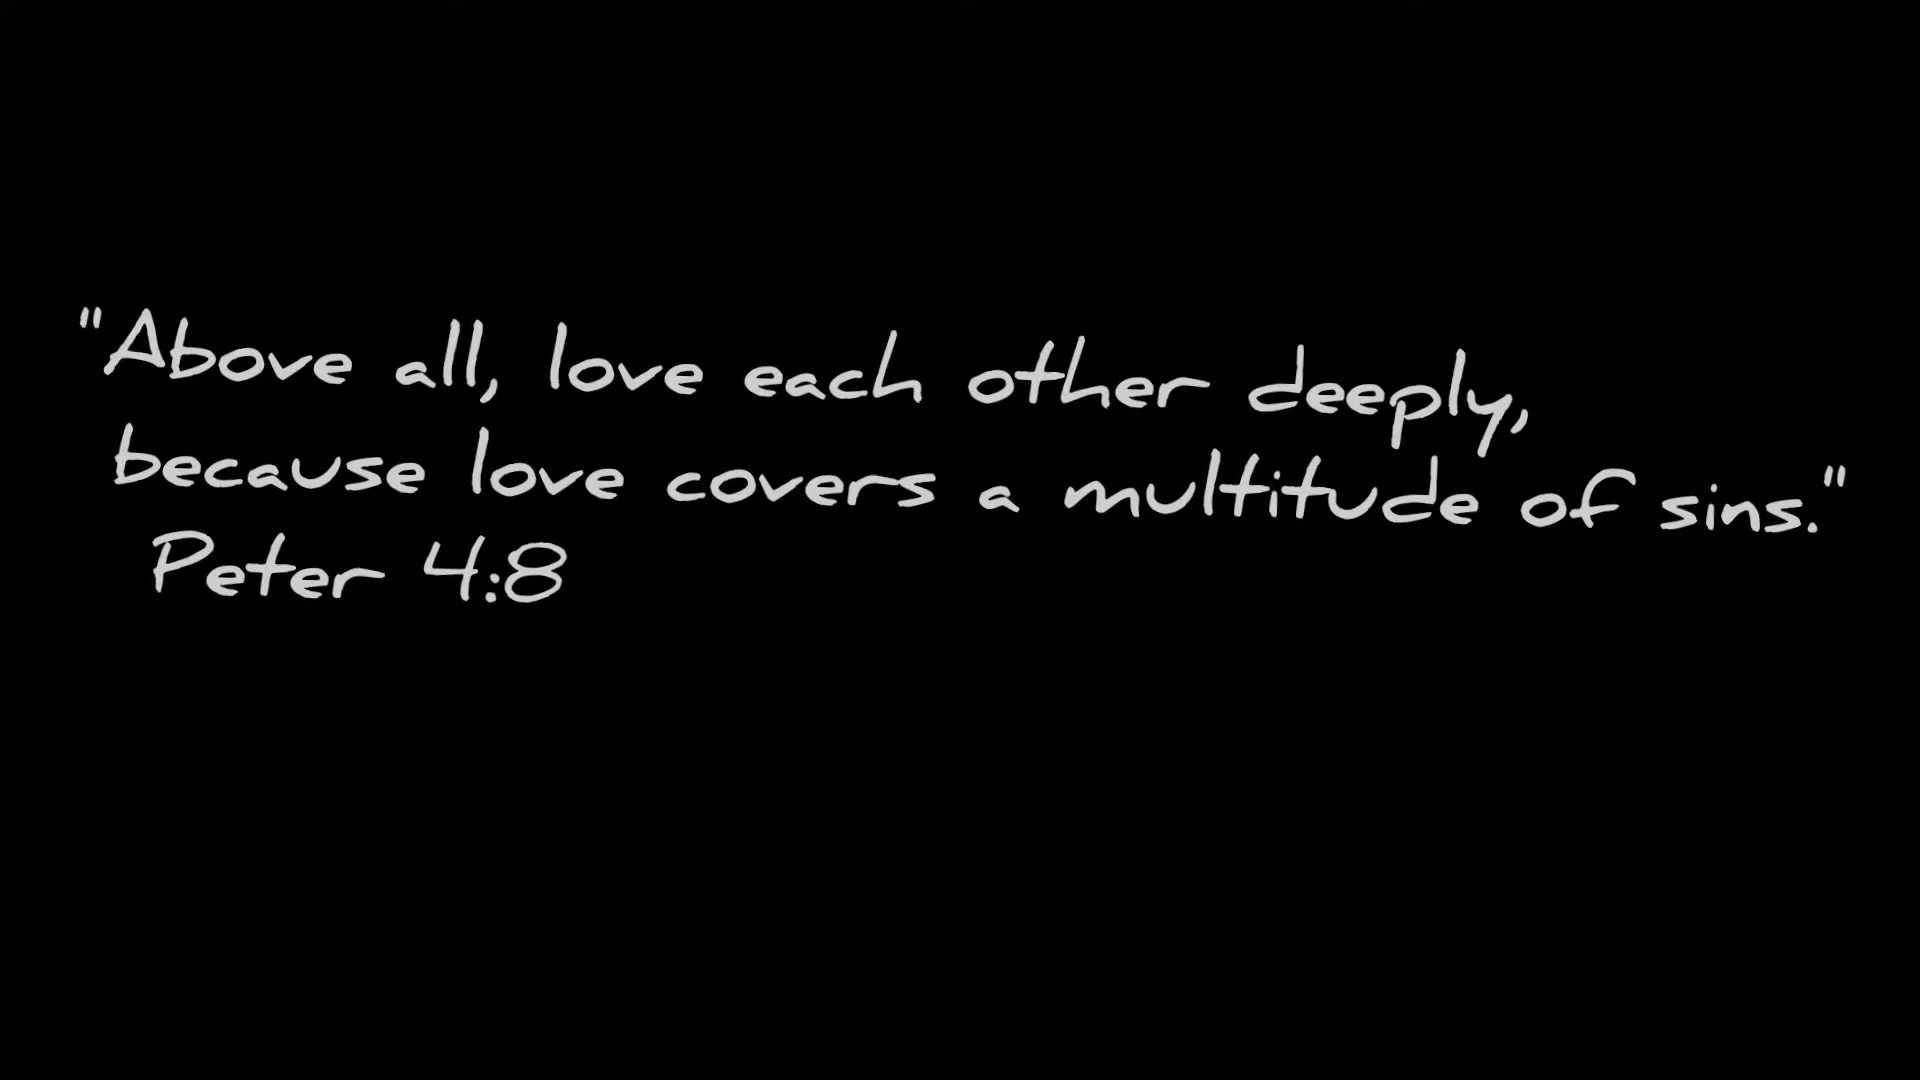 "Above all, love each other deeply,
because love covers a multitude of sins."
Peter 4:8